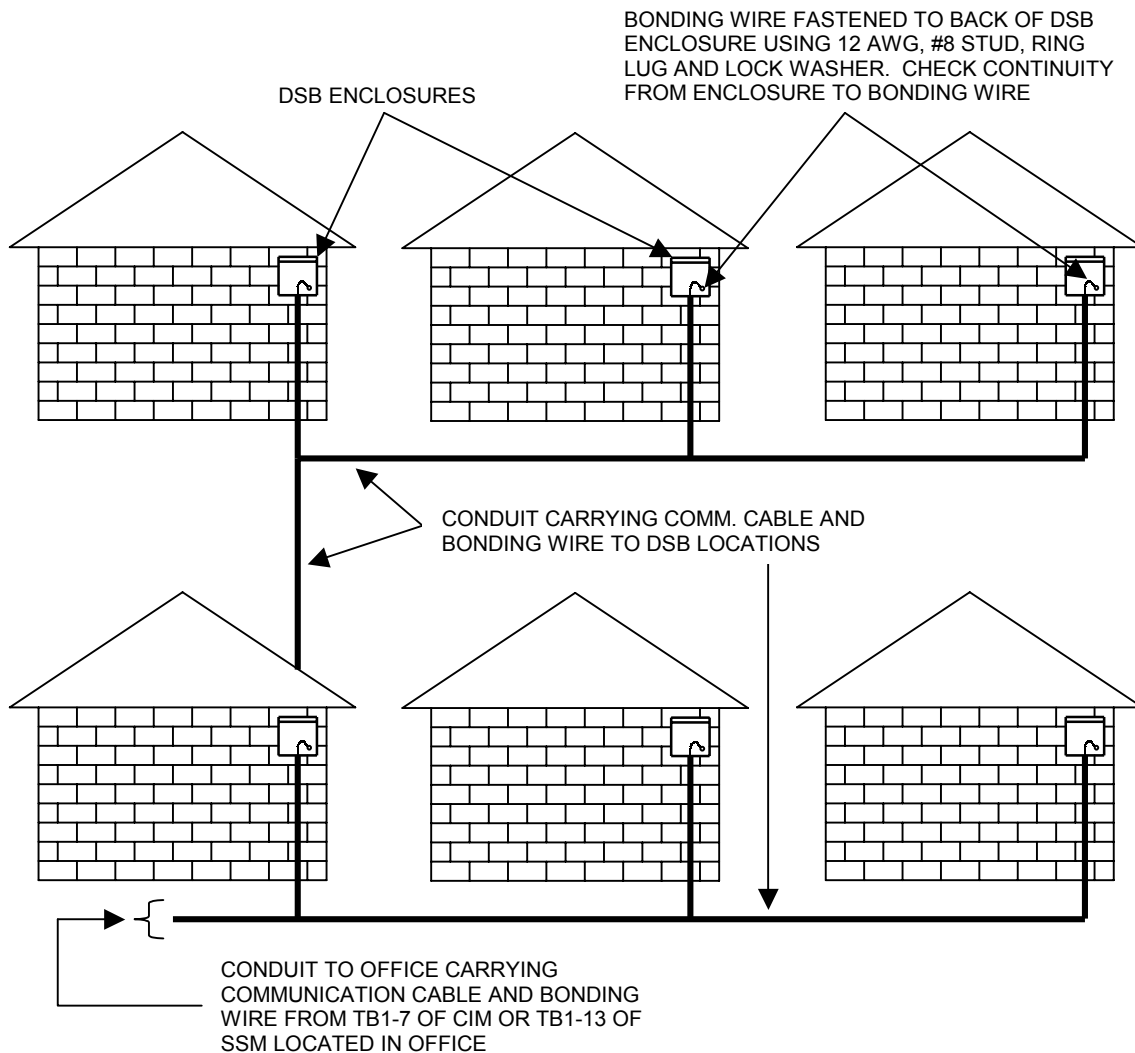 BONDING WIRE FASTENED TO BACK OF DSB
ENCLOSURE USING 12 AWG, #8 STUD, RING
LUG AND LOCK WASHER.  CHECK CONTINUITY
FROM ENCLOSURE TO BONDING WIRE
DSB ENCLOSURES
CONDUIT CARRYING COMM. CABLE AND
BONDING WIRE TO DSB LOCATIONS
CONDUIT TO OFFICE CARRYING
COMMUNICATION CABLE AND BONDING
WIRE FROM TB1-7 OF CIM OR TB1-13 OF
SSM LOCATED IN OFFICE